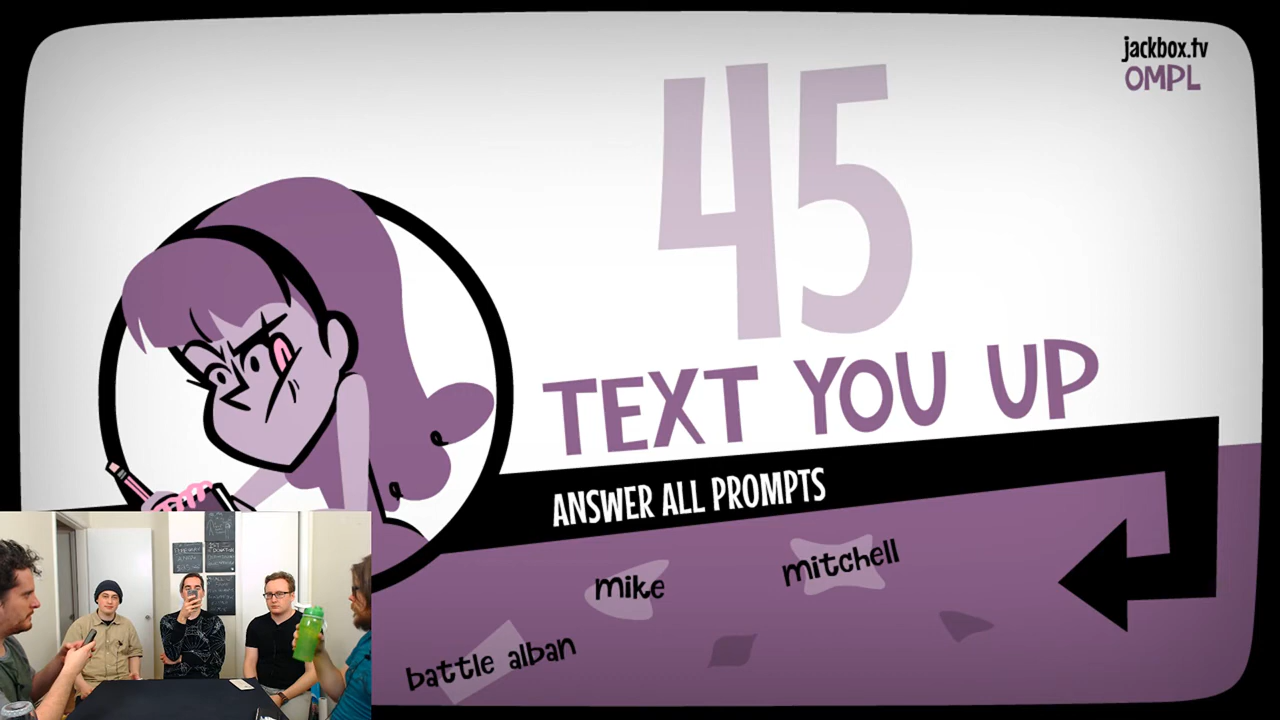 jackbox.tv
OMPL
45
TEXT YOU UP
ANSWER ALL PROMPTS
mike
mitchell
battle alban